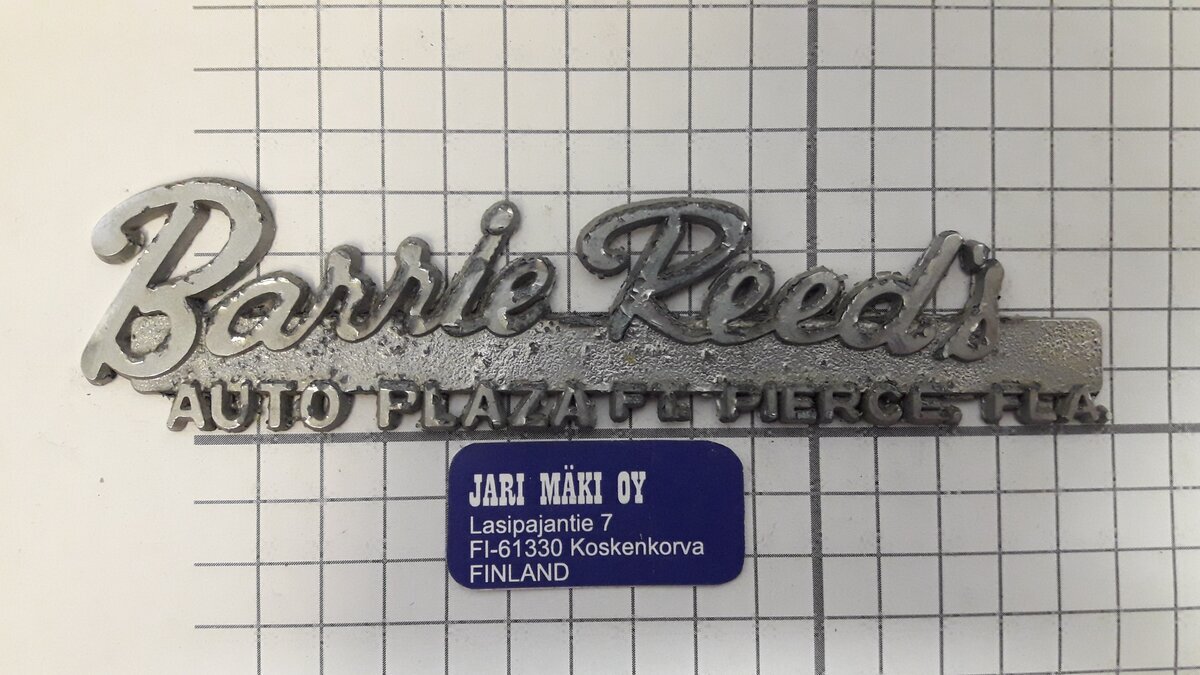 Barrie Reed's
AUTO PLAZA FT. PIERCE, FLA.
JARI MÄKI OY
Lasipajantie 7
FI-61330 Koskenkorva
FINLAND